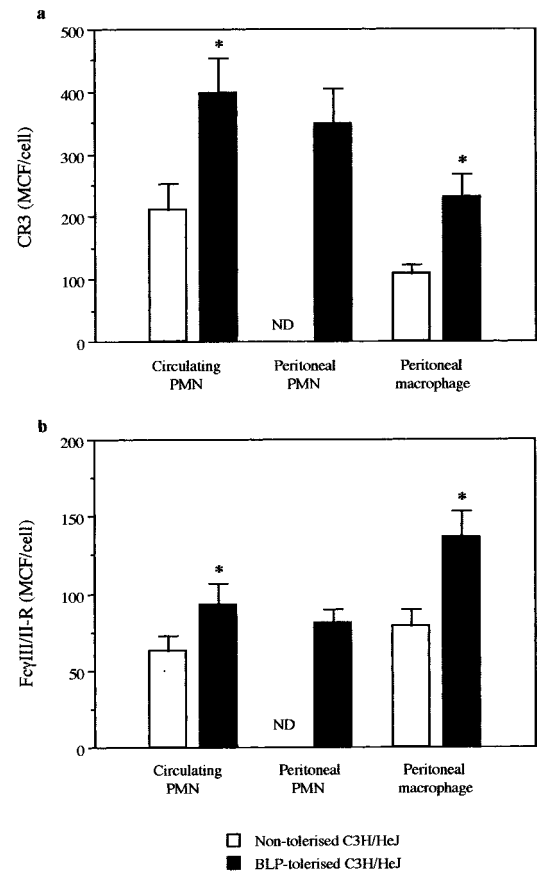 a
500
400
300
200
100
0
CR3 (MCF/cell)
*
ND
*
Circulating PMN
Peritoneal PMN
Peritoneal macrophage
b
200
150
100
50
0
FcγIII/II-R (MCF/cell)
*
ND
*
Circulating PMN
Peritoneal PMN
Peritoneal macrophage
Non-tolerised C3H/HeJ
BLP-tolerised C3H/HeJ